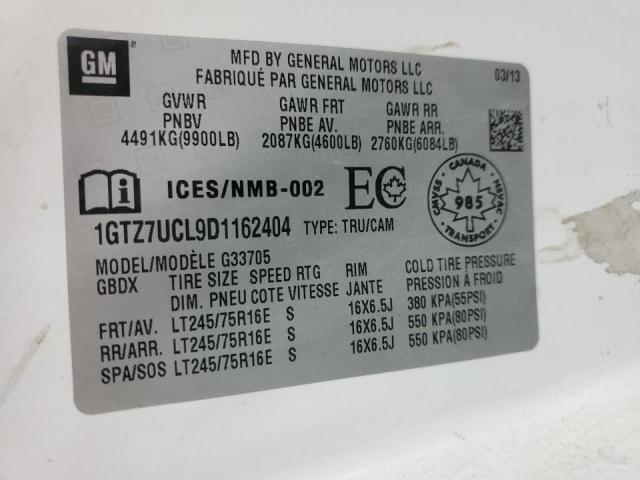 GM
MFD BY GENERAL MOTORS LLC
FABRIQUÉ PAR GENERAL MOTORS LLC
03/13
GVWR GAWR FRT GAWR RR
PNBV PNBE AV. PNBE ARR.
4491KG(9900LB) 2087KG(4600LB) 2760KG(6084LB)
ICES/NMB-002 EC
CANADA
CMVSS NSVAC
985
TRANSPORT
1GTZ7UCL9D1162404 TYPE: TRU/CAM
MODEL/MODÈLE G33705
GBDX TIRE SIZE SPEED RTG RIM COLD TIRE PRESSURE
DIM. PNEU COTE VITESSE JANTE PRESSION À FROID
FRT/AV. LT245/75R16E S 16X6.5J 380 KPA(55PSI)
RR/ARR. LT245/75R16E S 16X6.5J 550 KPA(80PSI)
SPA/SOS LT245/75R16E S 16X6.5J 550 KPA(80PSI)